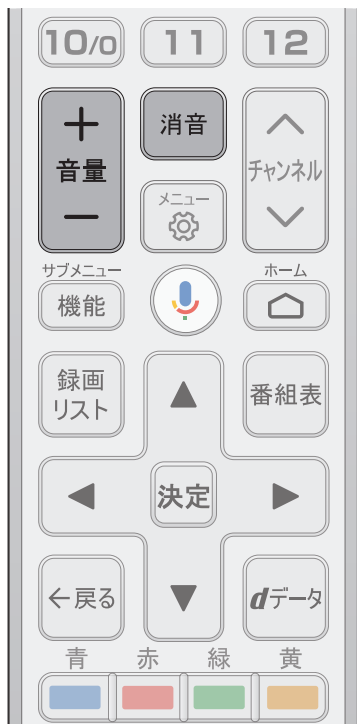 10/0 11 12
+
音量
−
消音
チャンネル
メニュー
サブメニュー
機能
ホーム
録画
リスト
番組表
決定
←戻る
dデータ
青 赤 緑 黄